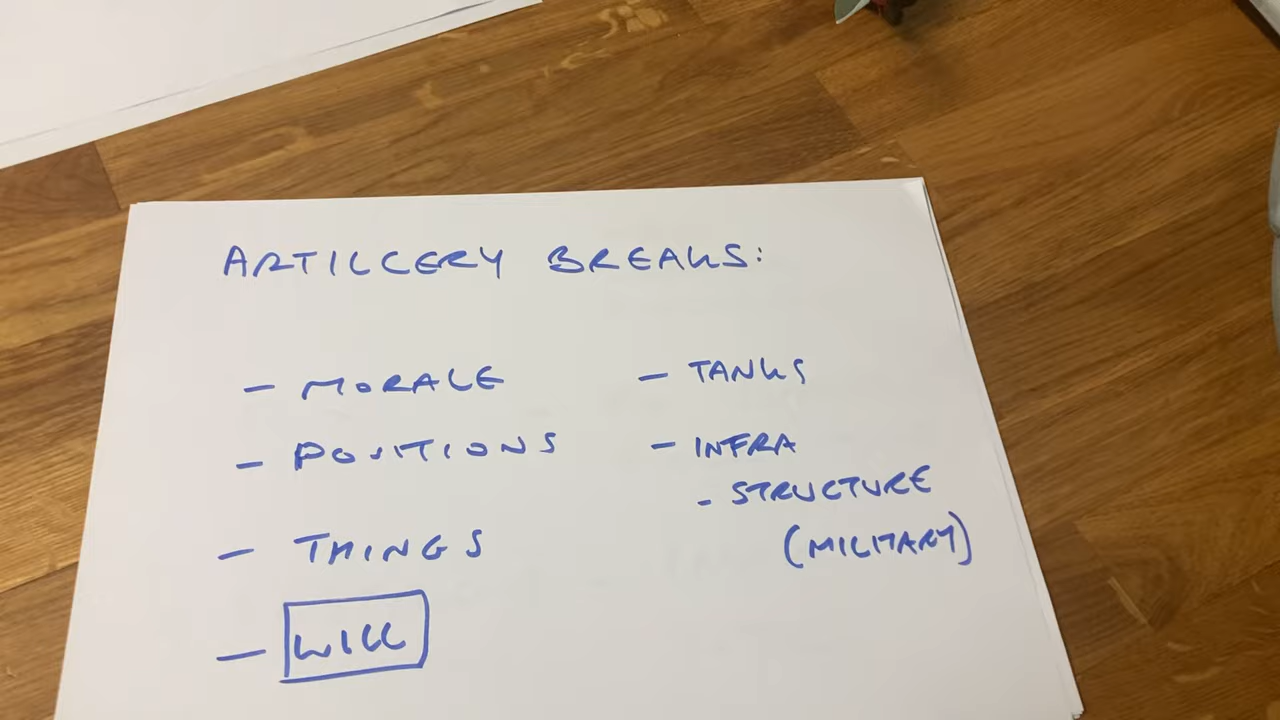 ARTILLERY BREAKS:
- MORALE
- POSITIONS
- THINGS
- WILL
- TANKS
- INFRA
- STRUCTURE
(MILITARY)